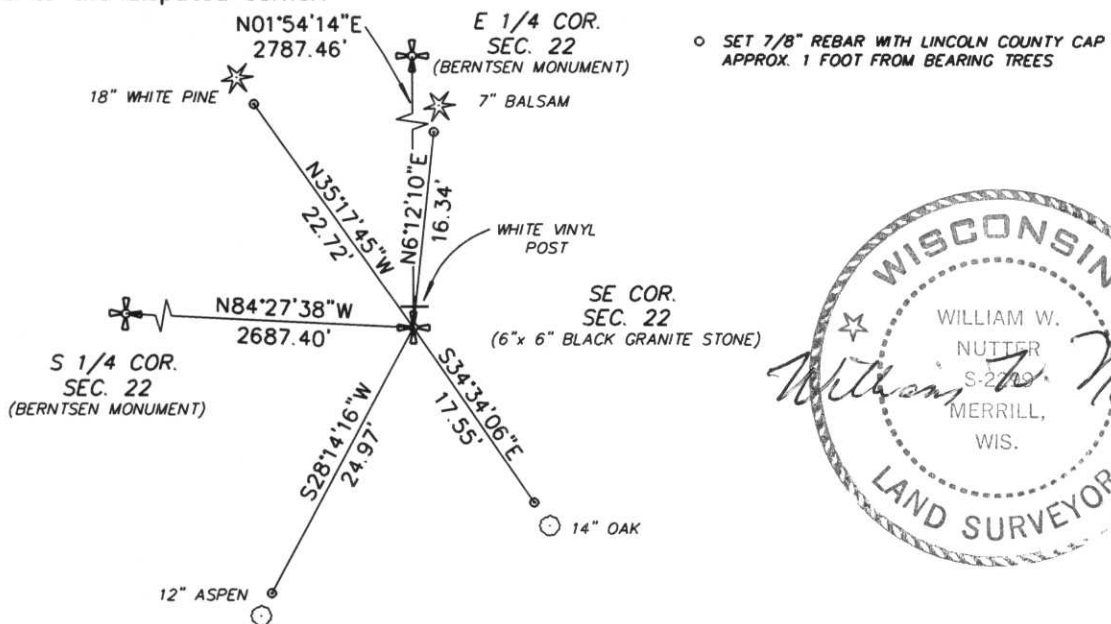 N01°54'14"E
2787.46'
E 1/4 COR.
SEC. 22
(BERNTSEN MONUMENT)
○ SET 7/8" REBAR WITH LINCOLN COUNTY CAP
APPROX. 1 FOOT FROM BEARING TREES
18" WHITE PINE
7" BALSAM
N35°17'45"W
22.72'
N6°12'10"E
16.34'
WHITE VINYL
POST
N84°27'38"W
2687.40'
SE COR.
SEC. 22
(6"x 6" BLACK GRANITE STONE)
S 1/4 COR.
SEC. 22
(BERNTSEN MONUMENT)
S28°14'16"W
24.97'
S34°34'06"E
17.55'
14" OAK
12" ASPEN
WISCONSIN
WILLIAM W.
NUTTER
MERRILL,
WIS.
LAND SURVEYOR
William W